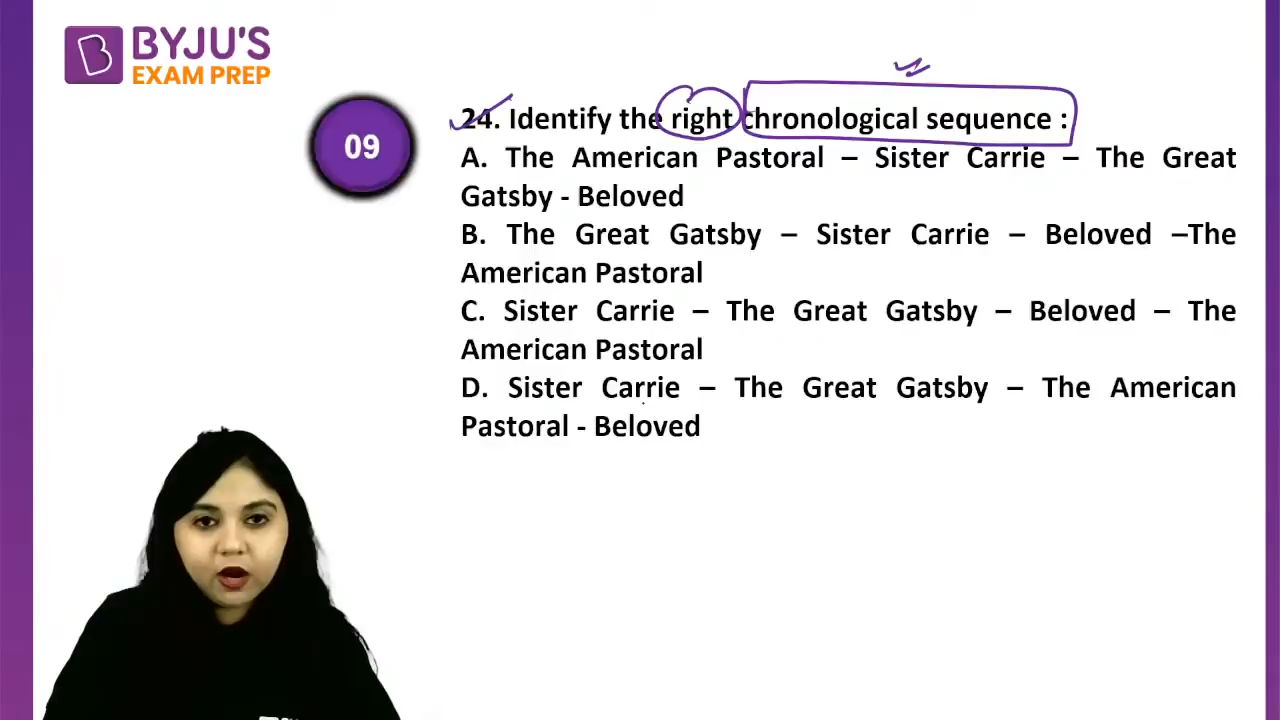 BYJU'S
EXAM PREP
09
24. Identify the right chronological sequence :
A. The American Pastoral – Sister Carrie – The Great
Gatsby - Beloved
B. The Great Gatsby – Sister Carrie – Beloved –The
American Pastoral
C. Sister Carrie – The Great Gatsby – Beloved – The
American Pastoral
D. Sister Carrie – The Great Gatsby – The American
Pastoral - Beloved